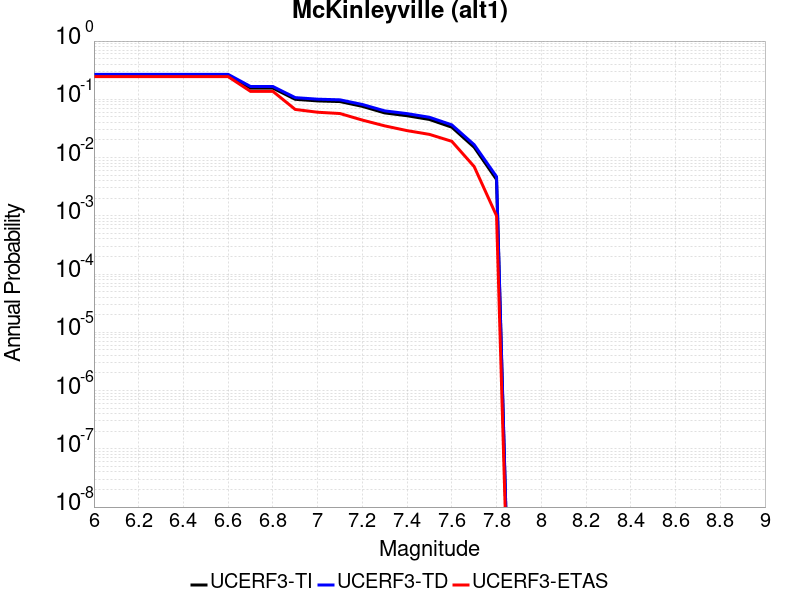 McKinleyville (alt1)
10^0
10^-1
10^-2
10^-3
10^-4
10^-5
10^-6
10^-7
10^-8
Annual Probability
6 6.2 6.4 6.6 6.8 7 7.2 7.4 7.6 7.8 8 8.2 8.4 8.6 8.8 9
Magnitude
UCERF3-TI UCERF3-TD UCERF3-ETAS